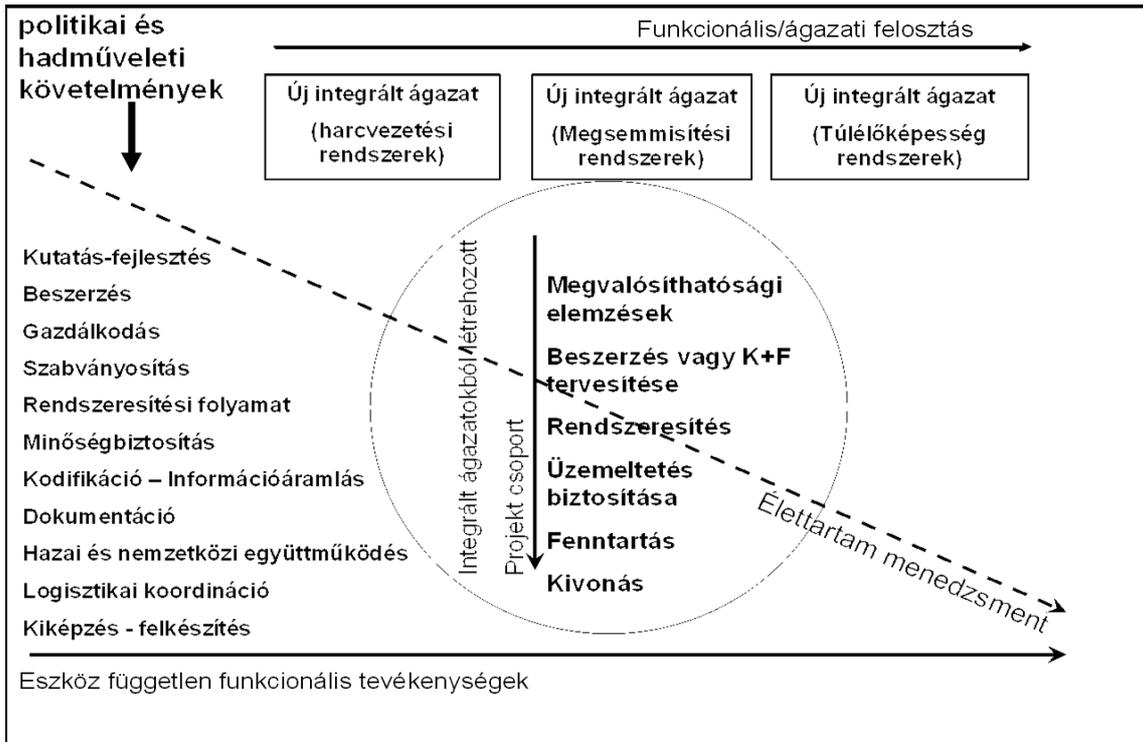 politikai és
hadműveleti
követelmények
Funkcionális/ágazati felosztás
Új integrált ágazat
(harcvezetési
rendszerek)
Új integrált ágazat
(Megsemmisítési
rendszerek)
Új integrált ágazat
(Túlélőképesség
rendszerek)
Kutatás-fejlesztés
Beszerzés
Gazdálkodás
Szabványosítás
Rendszeresítési folyamat
Minőségbiztosítás
Kodifikáció – Információáramlás
Dokumentáció
Hazai és nemzetközi együttműködés
Logisztikai koordináció
Kiképzés - felkészítés
Integrált ágazatokból létrehozott
Projekt csoport
Megvalósíthatósági
elemzések
Beszerzés vagy K+F
tervesítése
Rendszeresítés
Üzemeltetés
biztosítása
Fenntartás
Kivonás
Élettartam menedzsment
Eszköz független funkcionális tevékenységek